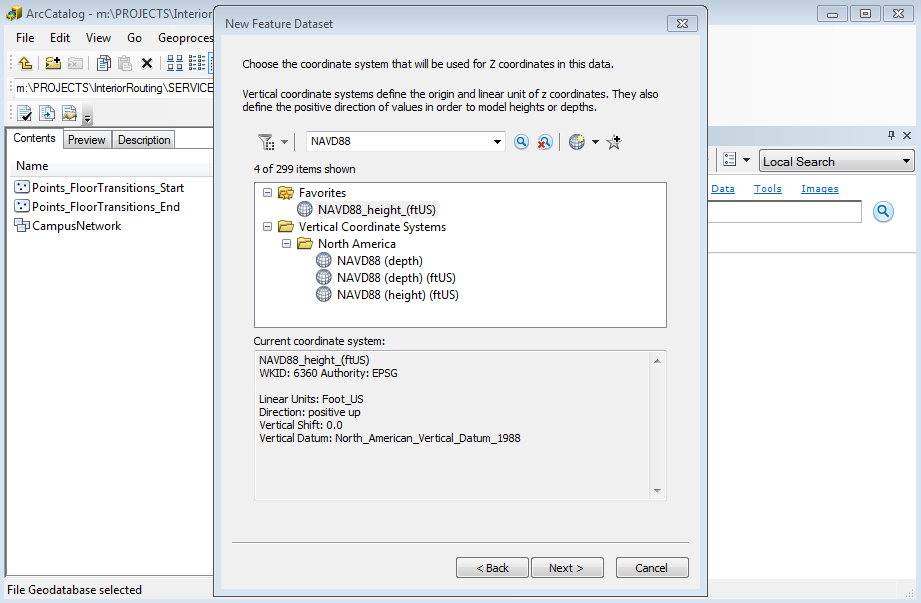 ArcCatalog - m:\PROJECTS\Interior
File Edit View Go Geoproces
m:\PROJECTS\InteriorRouting\SERVICE
Contents Preview Description
Name
Points_FloorTransitions_Start
Points_FloorTransitions_End
CampusNetwork
File Geodatabase selected
New Feature Dataset
Choose the coordinate system that will be used for Z coordinates in this data.
Vertical coordinate systems define the origin and linear unit of z coordinates. They also
define the positive direction of values in order to model heights or depths.
NAVD88
4 of 299 items shown
Favorites
NAVD88_height_(ftUS)
Vertical Coordinate Systems
North America
NAVD88 (depth)
NAVD88 (depth) (ftUS)
NAVD88 (height) (ftUS)
Current coordinate system:
NAVD88_height_(ftUS)
WKID: 6360 Authority: EPSG
Linear Units: Foot_US
Direction: positive up
Vertical Shift: 0.0
Vertical Datum: North_American_Vertical_Datum_1988
< Back Next > Cancel
Local Search
Data Tools Images